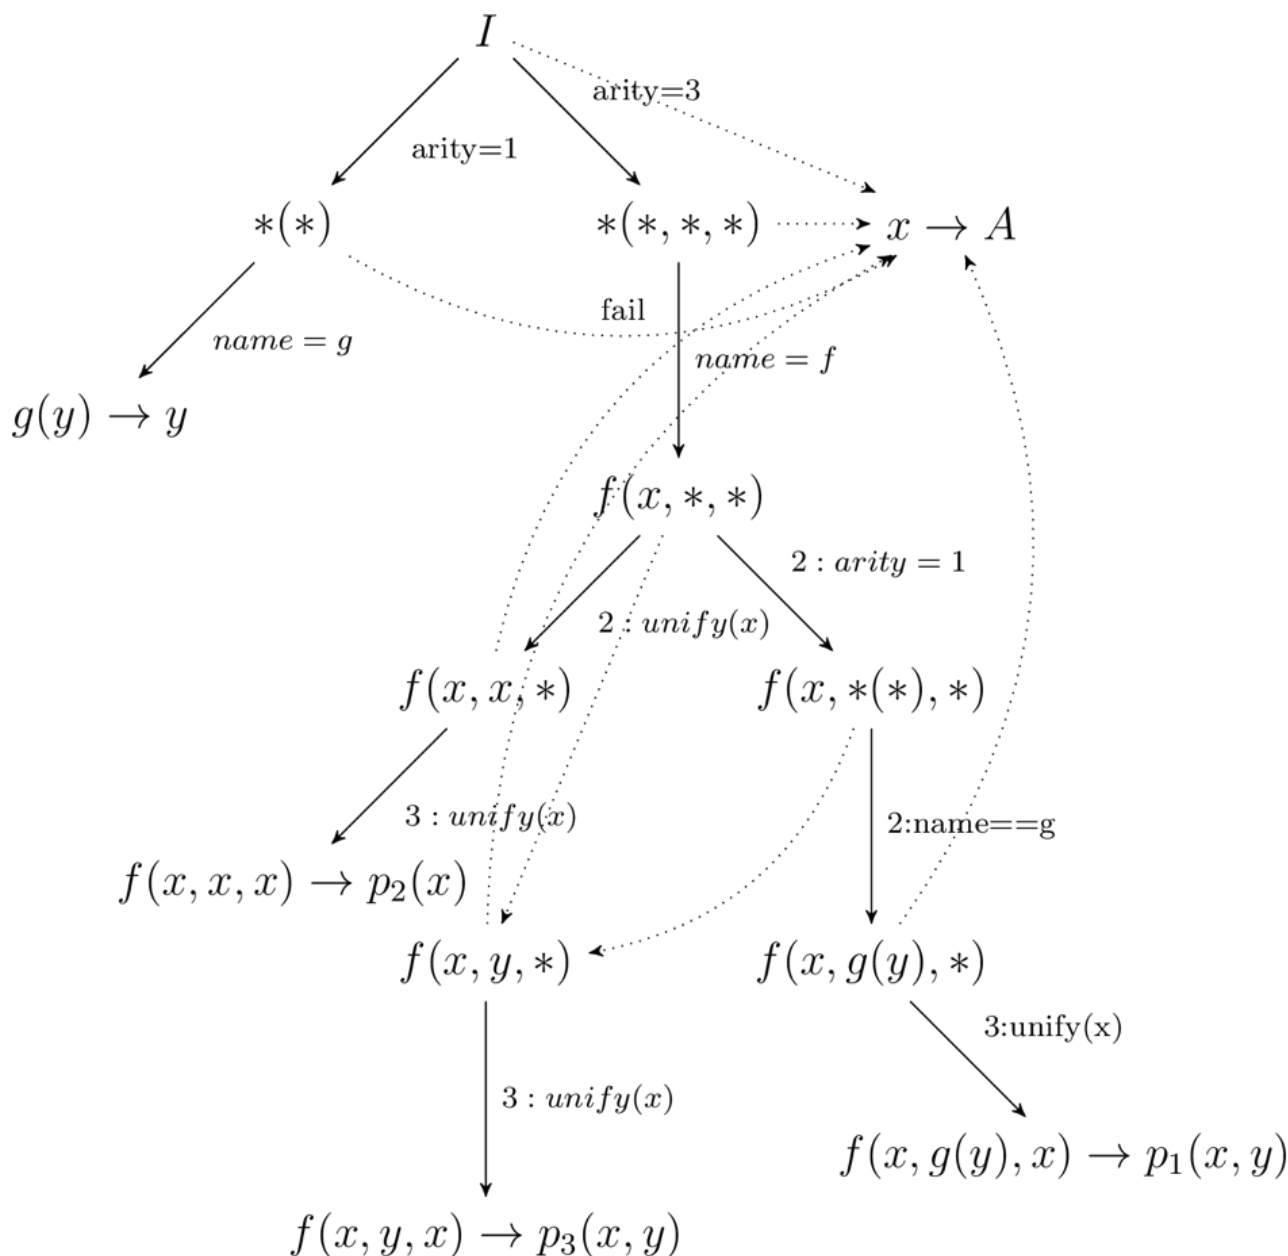 I
arity=3
arity=1
∗(∗)
∗(∗, ∗, ∗)
x → A
fail
name = g
name = f
g(y) → y
f(x, ∗, ∗)
2 : arity = 1
2 : unify(x)
f(x, x, ∗)
f(x, ∗(∗), ∗)
3 : unify(x)
2:name==g
f(x, x, x) → p₂(x)
f(x, y, ∗)
f(x, g(y), ∗)
3:unify(x)
3 : unify(x)
f(x, g(y), x) → p₁(x, y)
f(x, y, x) → p₃(x, y)